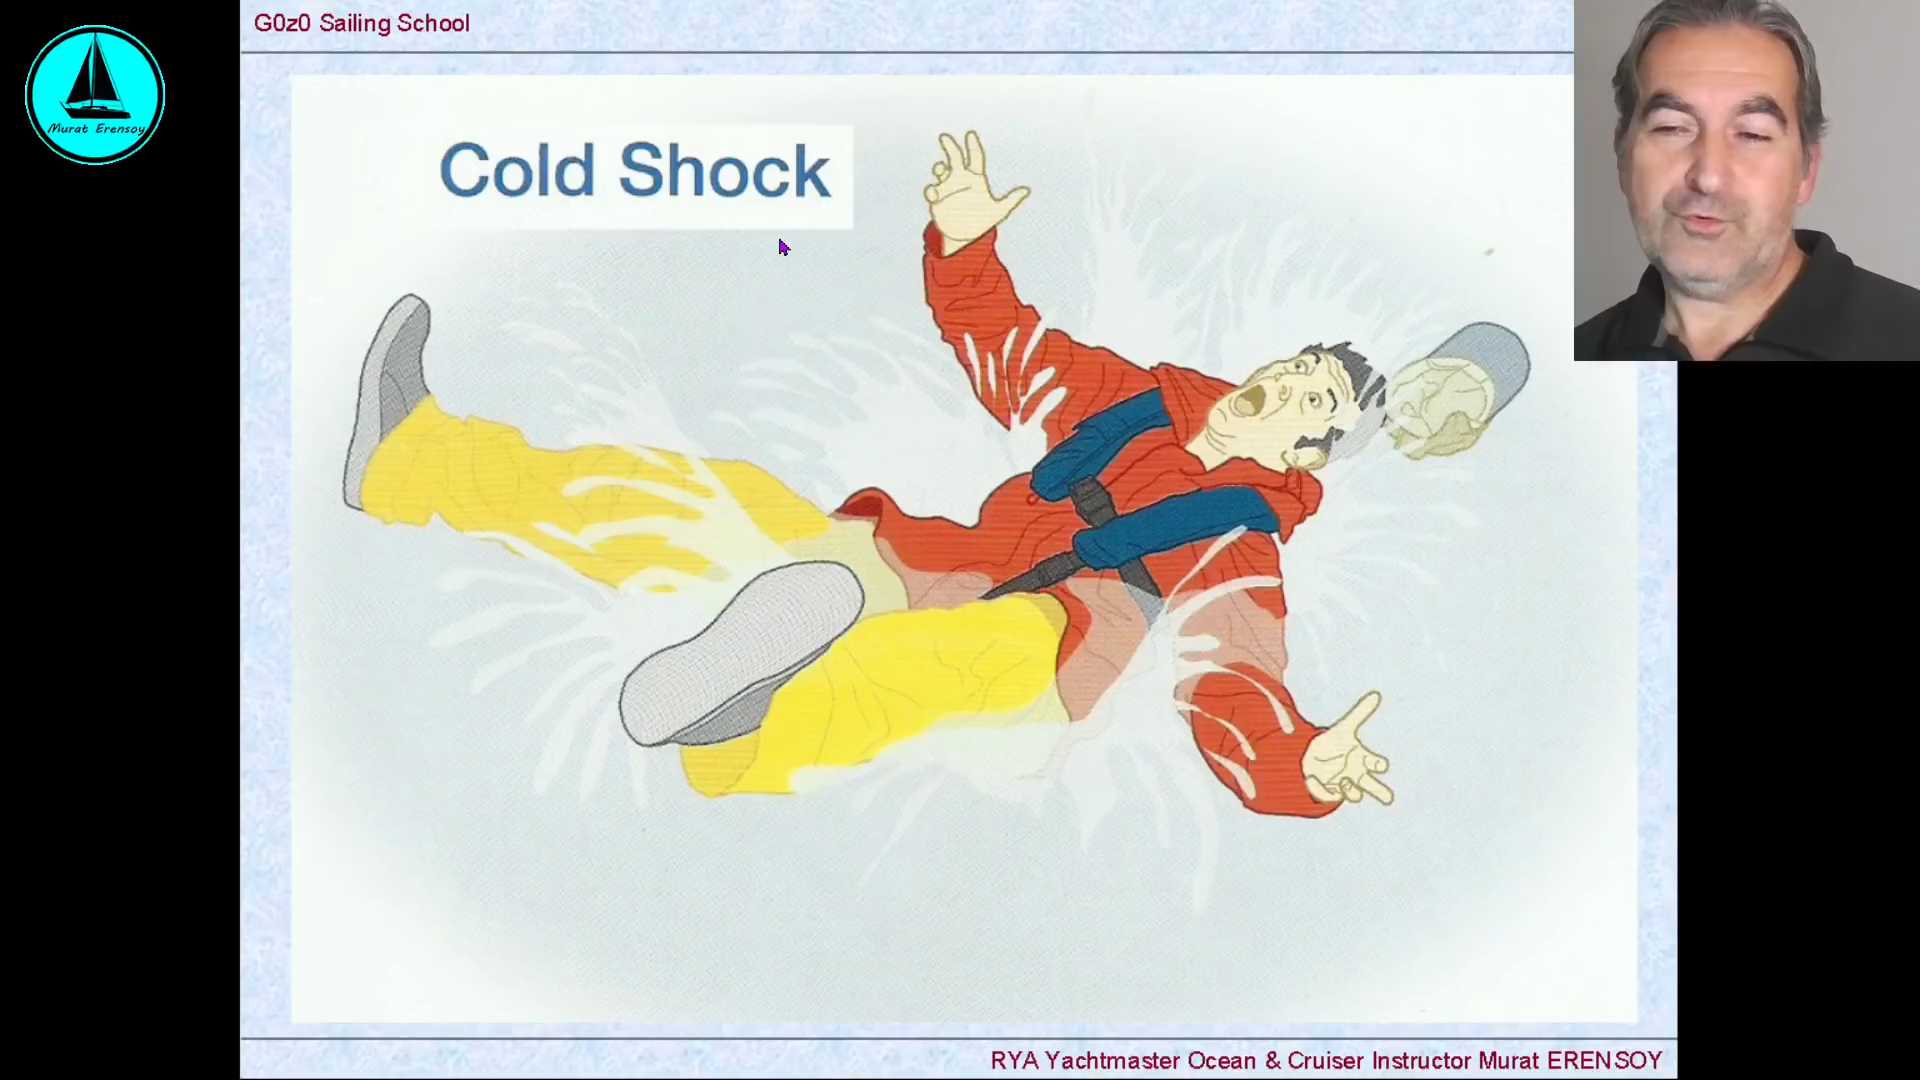 G0z0 Sailing School
Murat Erensoy
Cold Shock
RYA Yachtmaster Ocean & Cruiser Instructor Murat ERENSOY